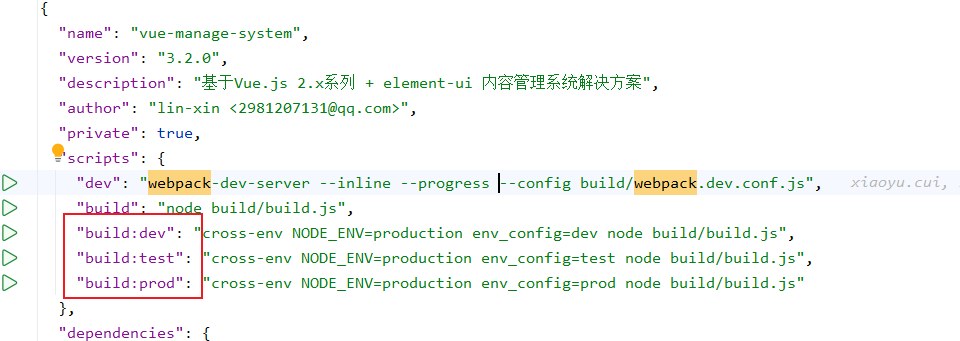 {
"name": "vue-manage-system",
"version": "3.2.0",
"description": "基于Vue.js 2.x系列 + element-ui 内容管理系统解决方案",
"author": "lin-xin <2981207131@qq.com>",
"private": true,
"scripts": {
"dev": "webpack-dev-server --inline --progress --config build/webpack.dev.conf.js", xiaoyu.cui,
"build": "node build/build.js",
"build:dev": "cross-env NODE_ENV=production env_config=dev node build/build.js",
"build:test": "cross-env NODE_ENV=production env_config=test node build/build.js",
"build:prod": "cross-env NODE_ENV=production env_config=prod node build/build.js"
},
"dependencies": {